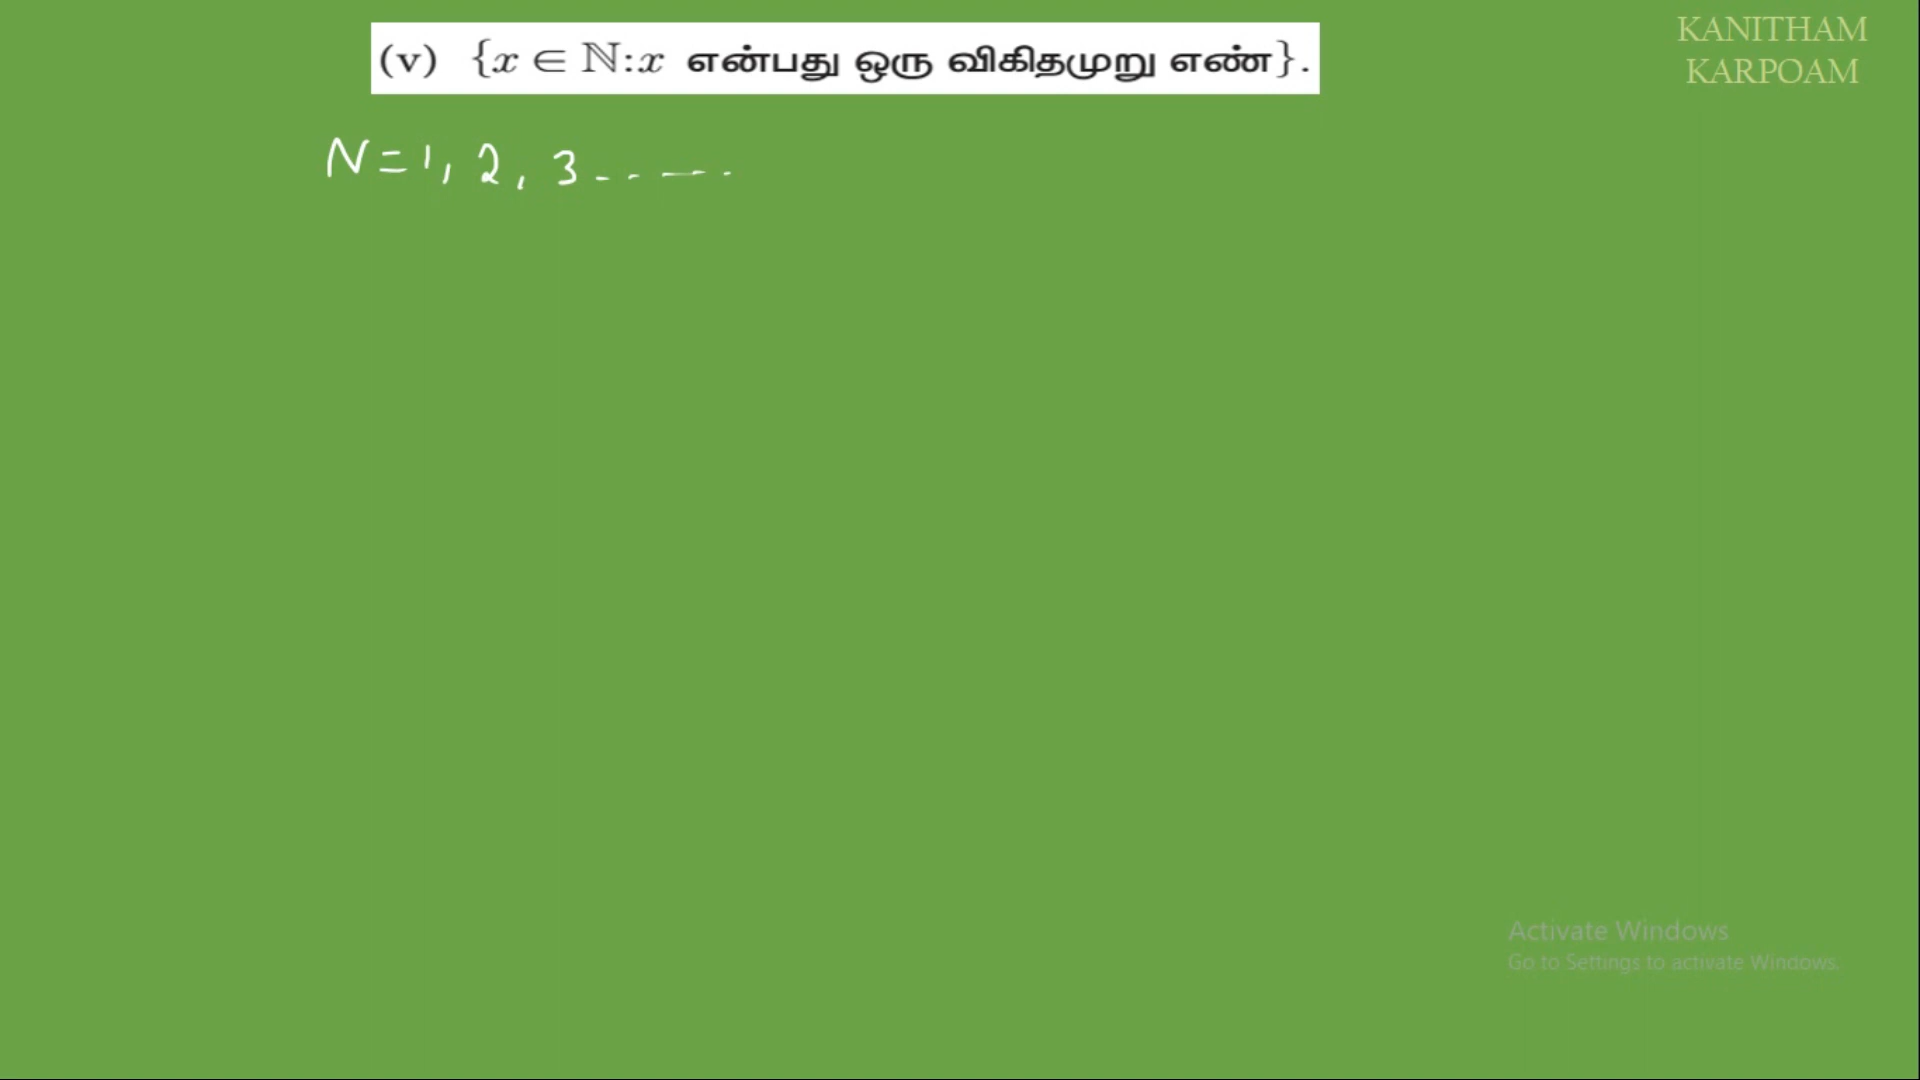 KANITHAM
KARPOAM
(v) {x ∈ ℕ:x என்பது ஒரு விகிதமுறு எண்}.
N = 1, 2, 3 - - — - .
Activate Windows
Go to Settings to activate Windows.